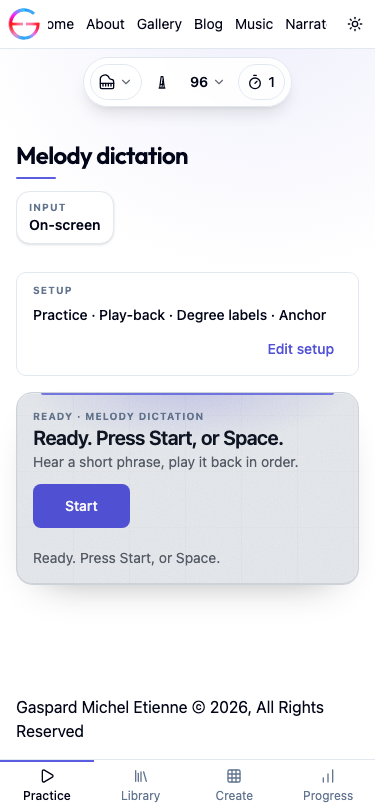 ome About Gallery Blog Music Narrat
96 1
Melody dictation
INPUT
On-screen
SETUP
Practice · Play-back · Degree labels · Anchor
Edit setup
READY · MELODY DICTATION
Ready. Press Start, or Space.
Hear a short phrase, play it back in order.
Start
Ready. Press Start, or Space.
Gaspard Michel Etienne © 2026, All Rights
Reserved
Practice Library Create Progress